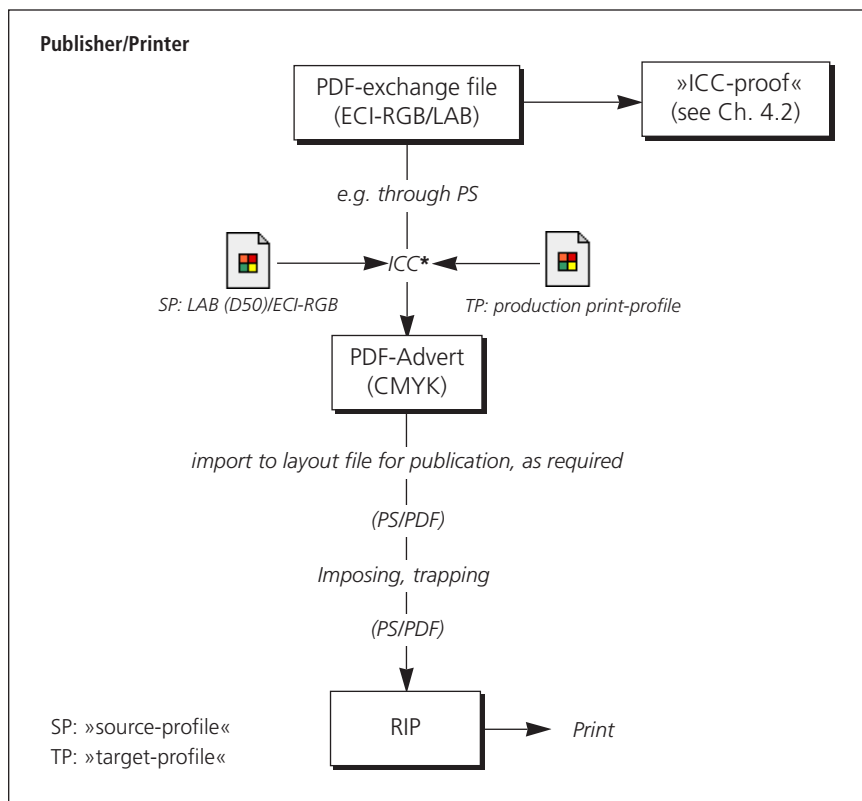 Publisher/Printer
PDF-exchange file
(ECI-RGB/LAB)
»ICC-proof«
(see Ch. 4.2)
e.g. through PS
ICC*
SP: LAB (D50)/ECI-RGB
TP: production print-profile
PDF-Advert
(CMYK)
import to layout file for publication, as required
(PS/PDF)
Imposing, trapping
(PS/PDF)
RIP
Print
SP: »source-profile«
TP: »target-profile«